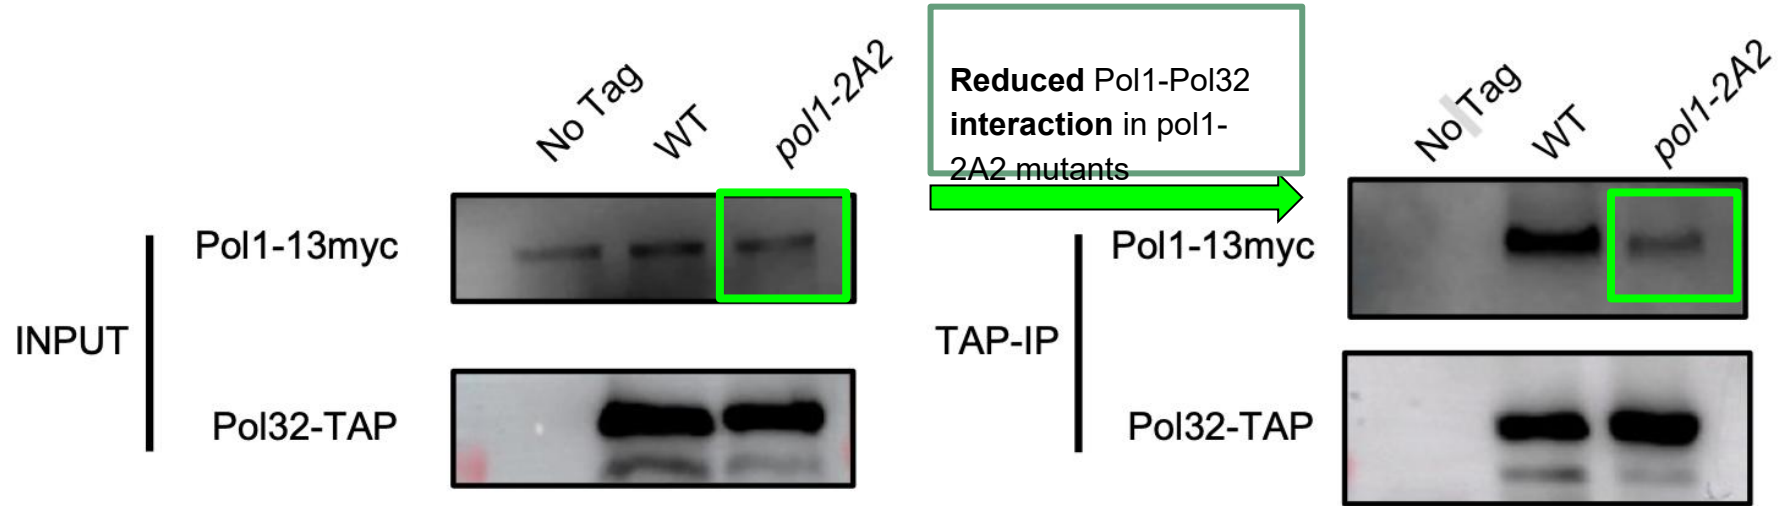 No Tag
WT
pol1-2A2
Reduced Pol1-Pol32
interaction in pol1-
2A2 mutants
No Tag
WT
pol1-2A2
Pol1-13myc
Pol1-13myc
INPUT
TAP-IP
Pol32-TAP
Pol32-TAP